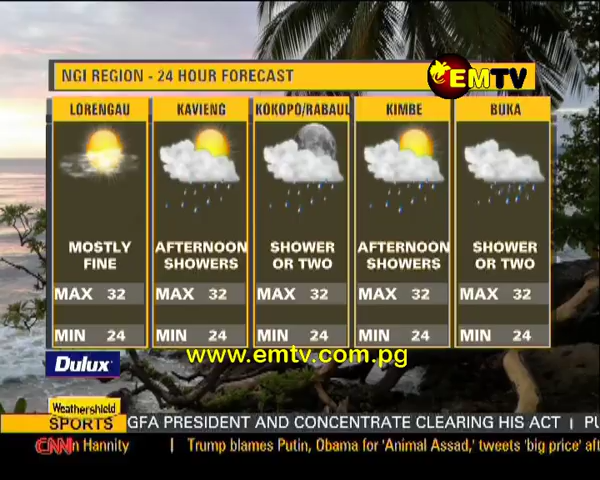 NGI REGION - 24 HOUR FORECAST
EMTV
LORENGAU
MOSTLY
FINE
MAX 32
MIN 24
KAVIENG
AFTERNOON
SHOWERS
MAX 32
MIN 24
KOKOPO/RABAUL
SHOWER
OR TWO
MAX 32
MIN 24
KIMBE
AFTERNOON
SHOWERS
MAX 32
MIN 24
BUKA
SHOWER
OR TWO
MAX 32
MIN 24
www.emtv.com.pg
Dulux
Weathershield
SPORTS GFA PRESIDENT AND CONCENTRATE CLEARING HIS ACT | PU
CNN n Hannity | Trump blames Putin, Obama for 'Animal Assad,' tweets 'big price' aft